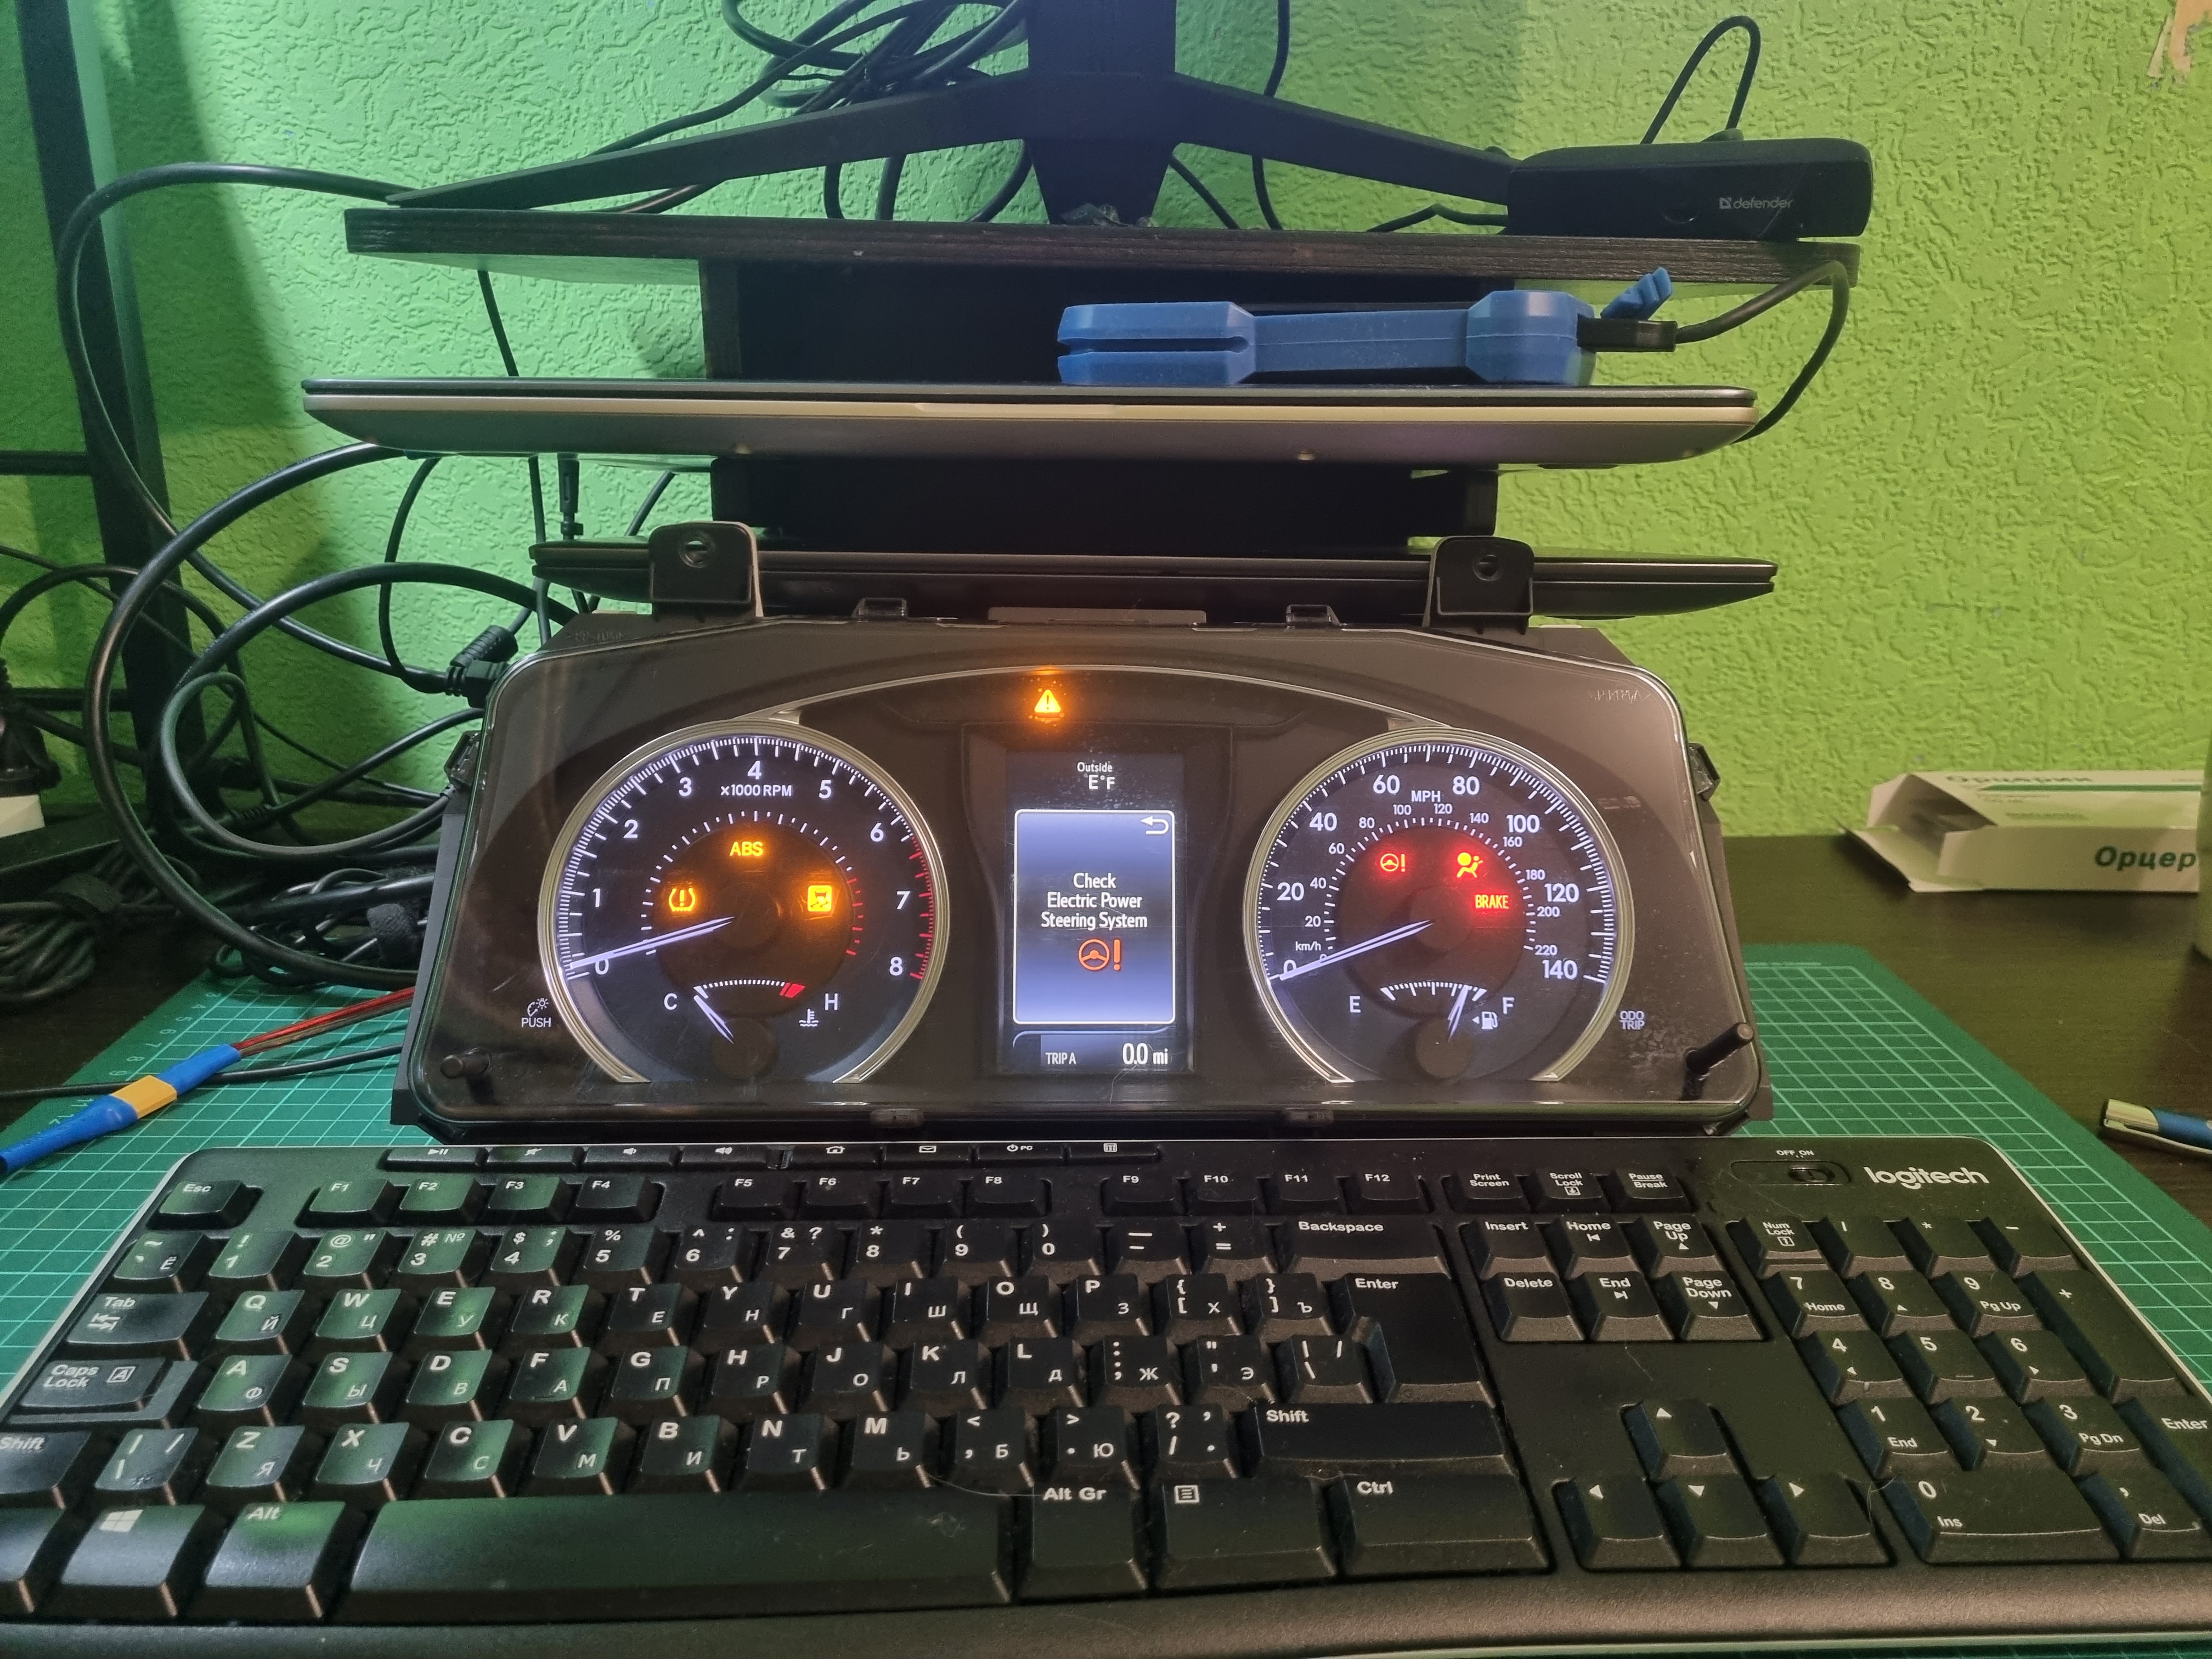 defender
Outside
E°F
Check
Electric Power
Steering System
!
TRIP A 0.0 mi
0 1 2 3 4 5 6 7 8
x1000 RPM
ABS
C H
PUSH
0 20 40 60 80 100 120 140
MPH
km/h
0 20 40 60 80 100 120 140 160 180 200 220
BRAKE
E F
ODO
TRIP
Орцер
PC
OFF ON
logitech
Esc F1 F2 F3 F4 F5 F6 F7 F8 F9 F10 F11 F12 Print Screen Scroll Lock Pause Break
~ Ё ! 1 @ " 2 # № 3 $ ; 4 % 5 ^ : 6 & ? 7 * 8 ( 9 ) 0 — - + = Backspace Insert Home Page Up Num Lock / * -
Tab Q Й W Ц E У R К T Е Y Н U Г I Ш O Щ P З { [ Х } ] Ъ Enter Delete End Page Down 7 Home 8 9 Pg Up +
Caps Lock A A Ф S Ы D В F А G П H Р J О K Л L Д : ; Ж " ' Э | / \ 4 5 6
Shift | / \ Z Я X Ч C С V М B И N Т M Ь < , Б > . Ю ? , / . Shift 1 End 2 3 Pg Dn Enter
Alt Alt Gr Ctrl 0 Ins , Del